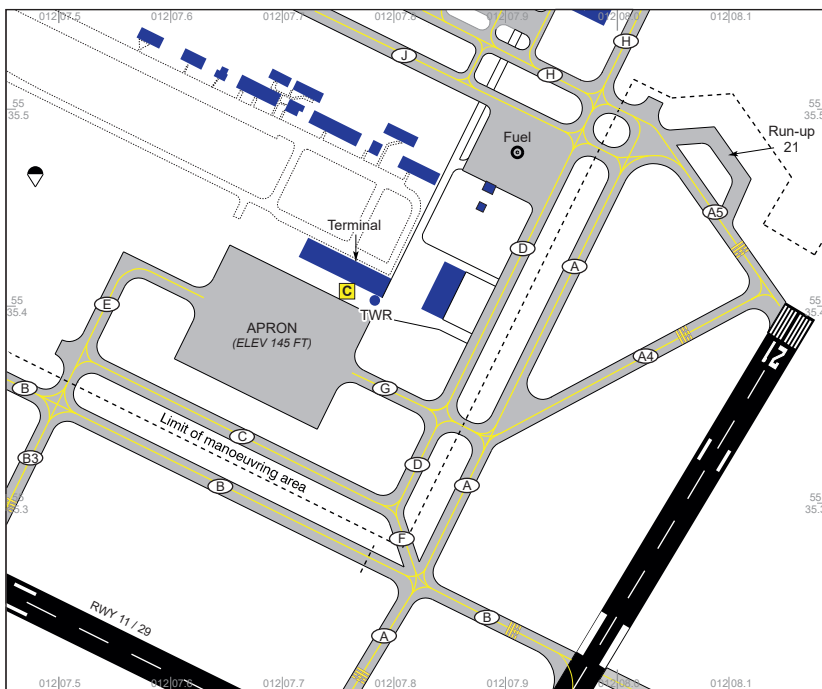 012 07.5
012 07.6
012 07.7
012 07.8
012 07.9
012 08.0
012 08.1
J
H
H
55
35.5
55
35.5
Fuel
Run-up
21
A5
Terminal
D
A
C
TWR
E
APRON
(ELEV 145 FT)
55
35.4
55
35.4
21
A4
B
G
C
Limit of manoeuvring area
B3
D
B
A
55
35.3
55
35.3
F
RWY 11 / 29
B
A
012 07.5
012 07.6
012 07.7
012 07.8
012 07.9
012 08.0
012 08.1